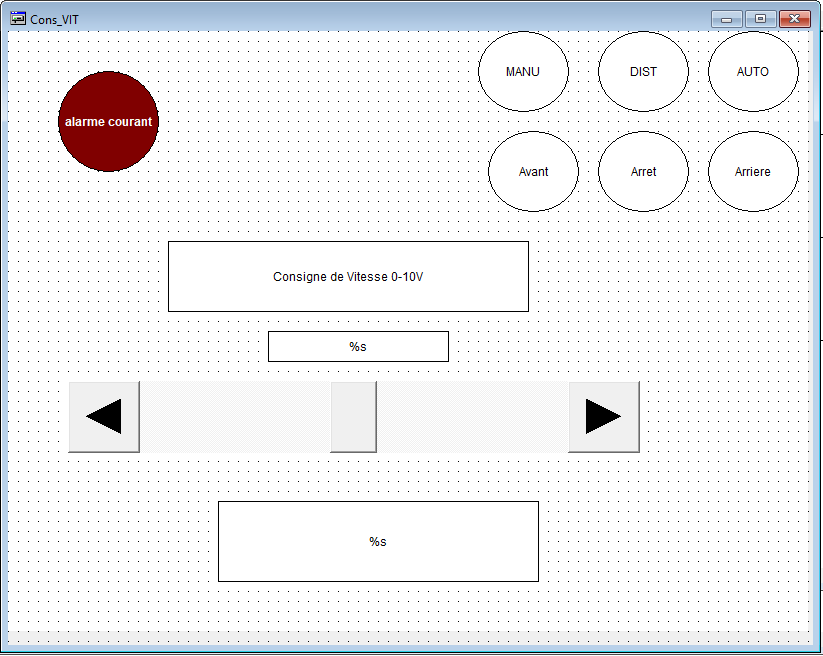 Cons_VIT
MANU
DIST
AUTO
alarme courant
Avant
Arret
Arriere
Consigne de Vitesse 0-10V
%s
%s